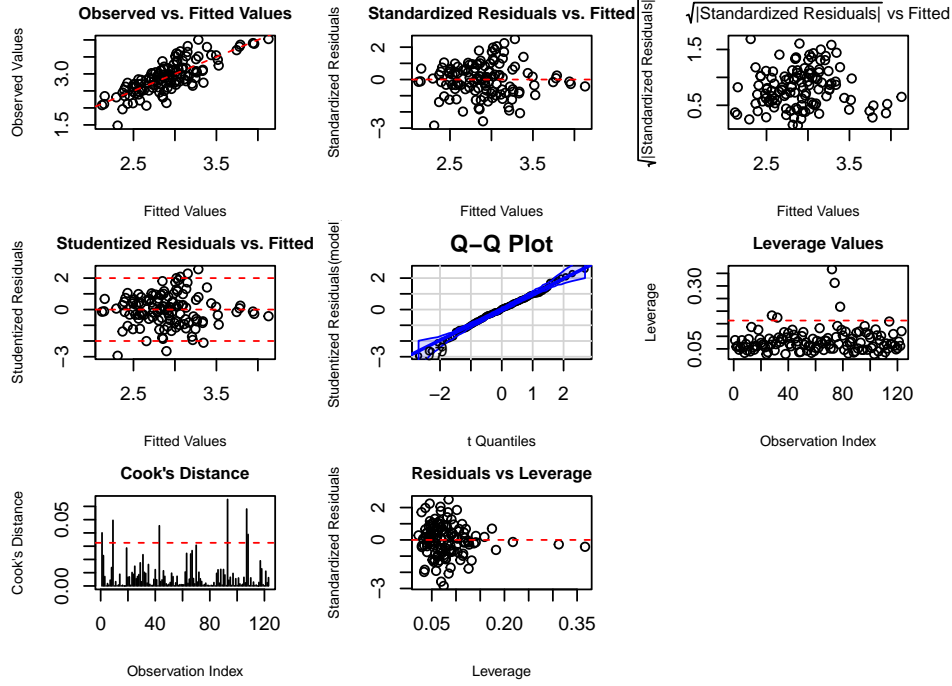 Observed vs. Fitted Values
Observed Values
1.5 3.0
2.5 3.5
Fitted Values
Standardized Residuals vs. Fitted
Standardized Residuals
−3 0 2
2.5 3.5
Fitted Values
√|Standardized Residuals| vs Fitted
√|Standardized Residuals|
0.5 1.5
2.5 3.5
Fitted Values
Studentized Residuals vs. Fitted
Studentized Residuals
−3 0 2
2.5 3.5
Fitted Values
Q−Q Plot
Studentized Residuals(model
−3 0 2
−2 0 1 2
t Quantiles
Leverage Values
Leverage
0.05 0.30
0 40 80 120
Observation Index
Cook's Distance
Cook's Distance
0.00 0.05
0 40 80 120
Observation Index
Residuals vs Leverage
Standardized Residuals
−3 0 2
0.05 0.20 0.35
Leverage